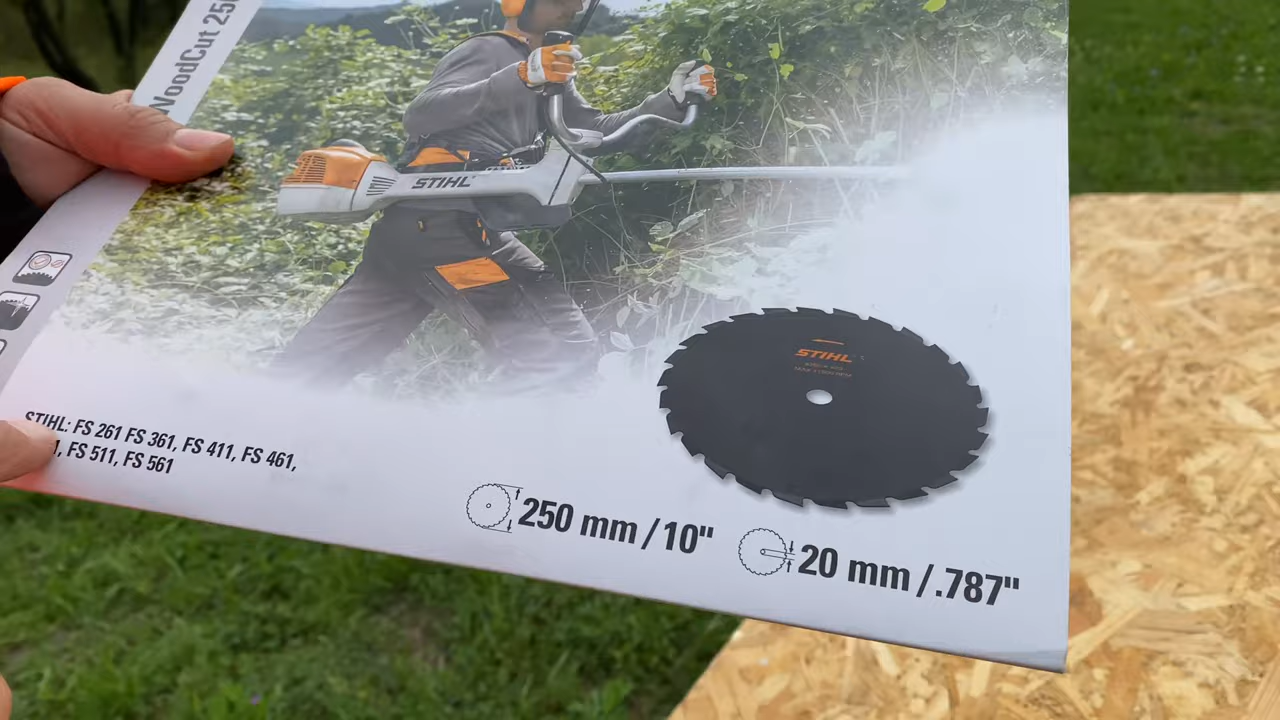 WoodCut 250
STIHL
STIHL
STIHL: FS 261 FS 361, FS 411, FS 461,
FS 511, FS 561
250 mm / 10"
20 mm / .787"